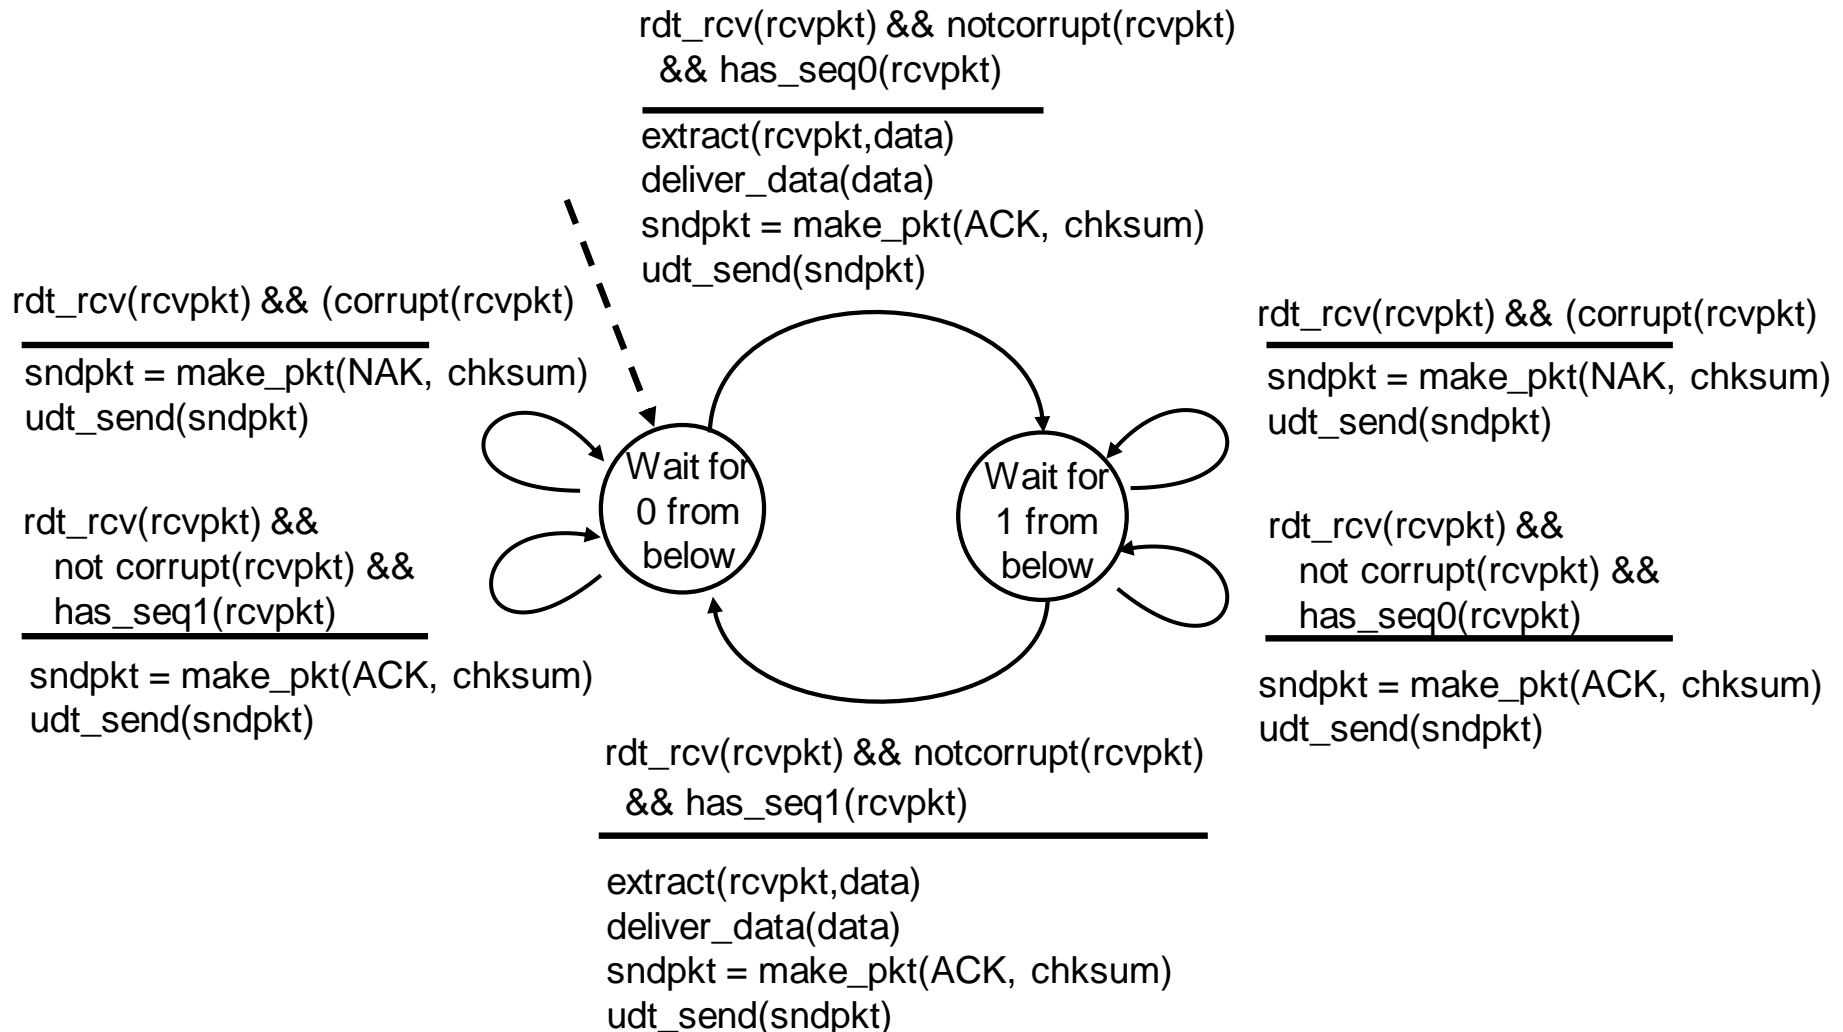 rdt_rcv(rcvpkt) && notcorrupt(rcvpkt)
&& has_seq0(rcvpkt)
extract(rcvpkt,data)
deliver_data(data)
sndpkt = make_pkt(ACK, chksum)
udt_send(sndpkt)
rdt_rcv(rcvpkt) && (corrupt(rcvpkt)
sndpkt = make_pkt(NAK, chksum)
udt_send(sndpkt)
rdt_rcv(rcvpkt) &&
not corrupt(rcvpkt) &&
has_seq1(rcvpkt)
sndpkt = make_pkt(ACK, chksum)
udt_send(sndpkt)
Wait for
0 from
below
Wait for
1 from
below
rdt_rcv(rcvpkt) && (corrupt(rcvpkt)
sndpkt = make_pkt(NAK, chksum)
udt_send(sndpkt)
rdt_rcv(rcvpkt) &&
not corrupt(rcvpkt) &&
has_seq0(rcvpkt)
sndpkt = make_pkt(ACK, chksum)
udt_send(sndpkt)
rdt_rcv(rcvpkt) && notcorrupt(rcvpkt)
&& has_seq1(rcvpkt)
extract(rcvpkt,data)
deliver_data(data)
sndpkt = make_pkt(ACK, chksum)
udt_send(sndpkt)